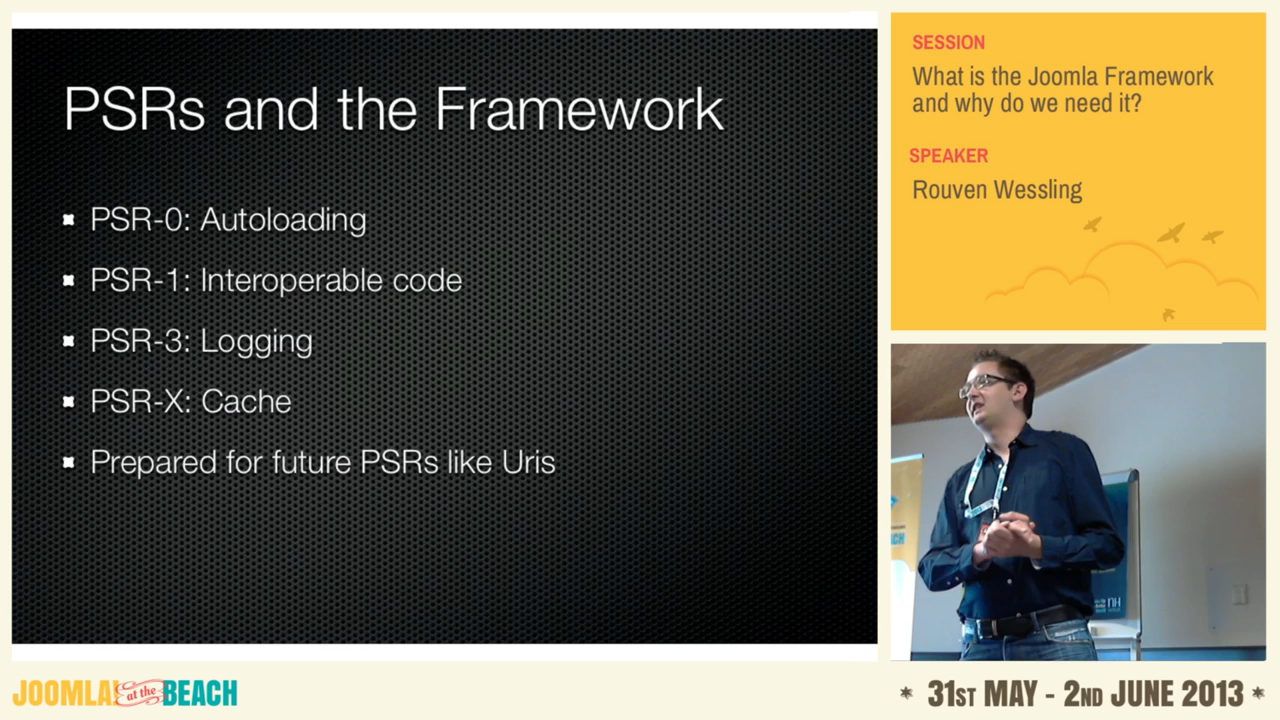 PSRs and the Framework
PSR-0: Autoloading
PSR-1: Interoperable code
PSR-3: Logging
PSR-X: Cache
Prepared for future PSRs like Uris
SESSION
What is the Joomla Framework
and why do we need it?
SPEAKER
Rouven Wessling
nH
JOOMLA! at the BEACH
* 31ST MAY - 2ND JUNE 2013 *